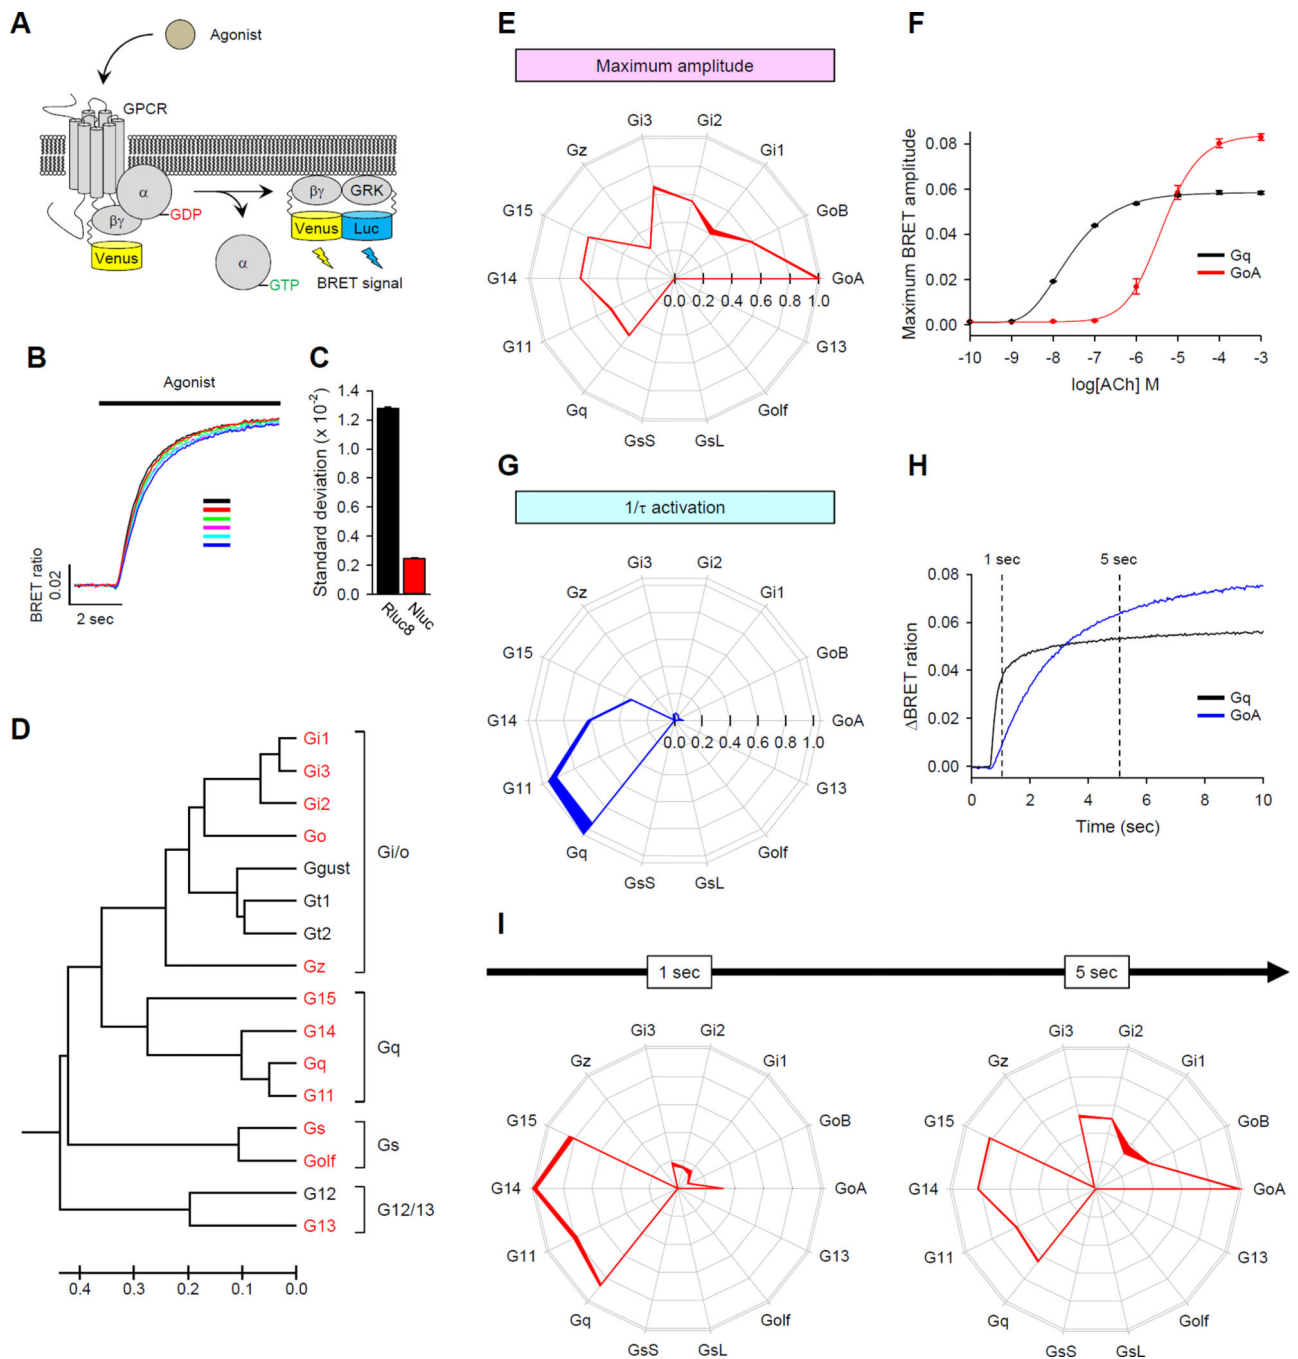 A
Agonist
GPCR
α
βγ
GDP
Venus
α
GTP
βγ
GRK
Venus
Luc
BRET signal
B
Agonist
BRET ratio
0.02
2 sec
C
Standard deviation (x 10-2)
1.4
1.2
1.0
0.8
0.6
0.4
0.2
0.0
Rluc8
Nluc
D
Gi1
Gi3
Gi2
Go
Ggust
Gt1
Gt2
Gz
G15
G14
Gq
G11
Gs
Golf
G12
G13
Gi/o
Gq
Gs
G12/13
0.4 0.3 0.2 0.1 0.0
E
Maximum amplitude
Gi3
Gi2
Gz
Gi1
G15
GoB
G14
GoA
0.0 0.2 0.4 0.6 0.8 1.0
G11
G13
Gq
Golf
GsS
GsL
F
Maximum BRET amplitude
0.08
0.06
0.04
0.02
0.00
Gq
GoA
-10 -9 -8 -7 -6 -5 -4 -3
log[ACh] M
G
1/τ activation
Gi3
Gi2
Gz
Gi1
G15
GoB
G14
GoA
0.0 0.2 0.4 0.6 0.8 1.0
G11
G13
Gq
Golf
GsS
GsL
H
1 sec
5 sec
ΔBRET ration
0.08
0.06
0.04
0.02
0.00
Gq
GoA
0 2 4 6 8 10
Time (sec)
I
1 sec
5 sec
Gi3
Gi2
Gz
Gi1
G15
GoB
G14
GoA
G11
G13
Gq
Golf
GsS
GsL
Gi3
Gi2
Gz
Gi1
G15
GoB
G14
GoA
G11
G13
Gq
Golf
GsS
GsL